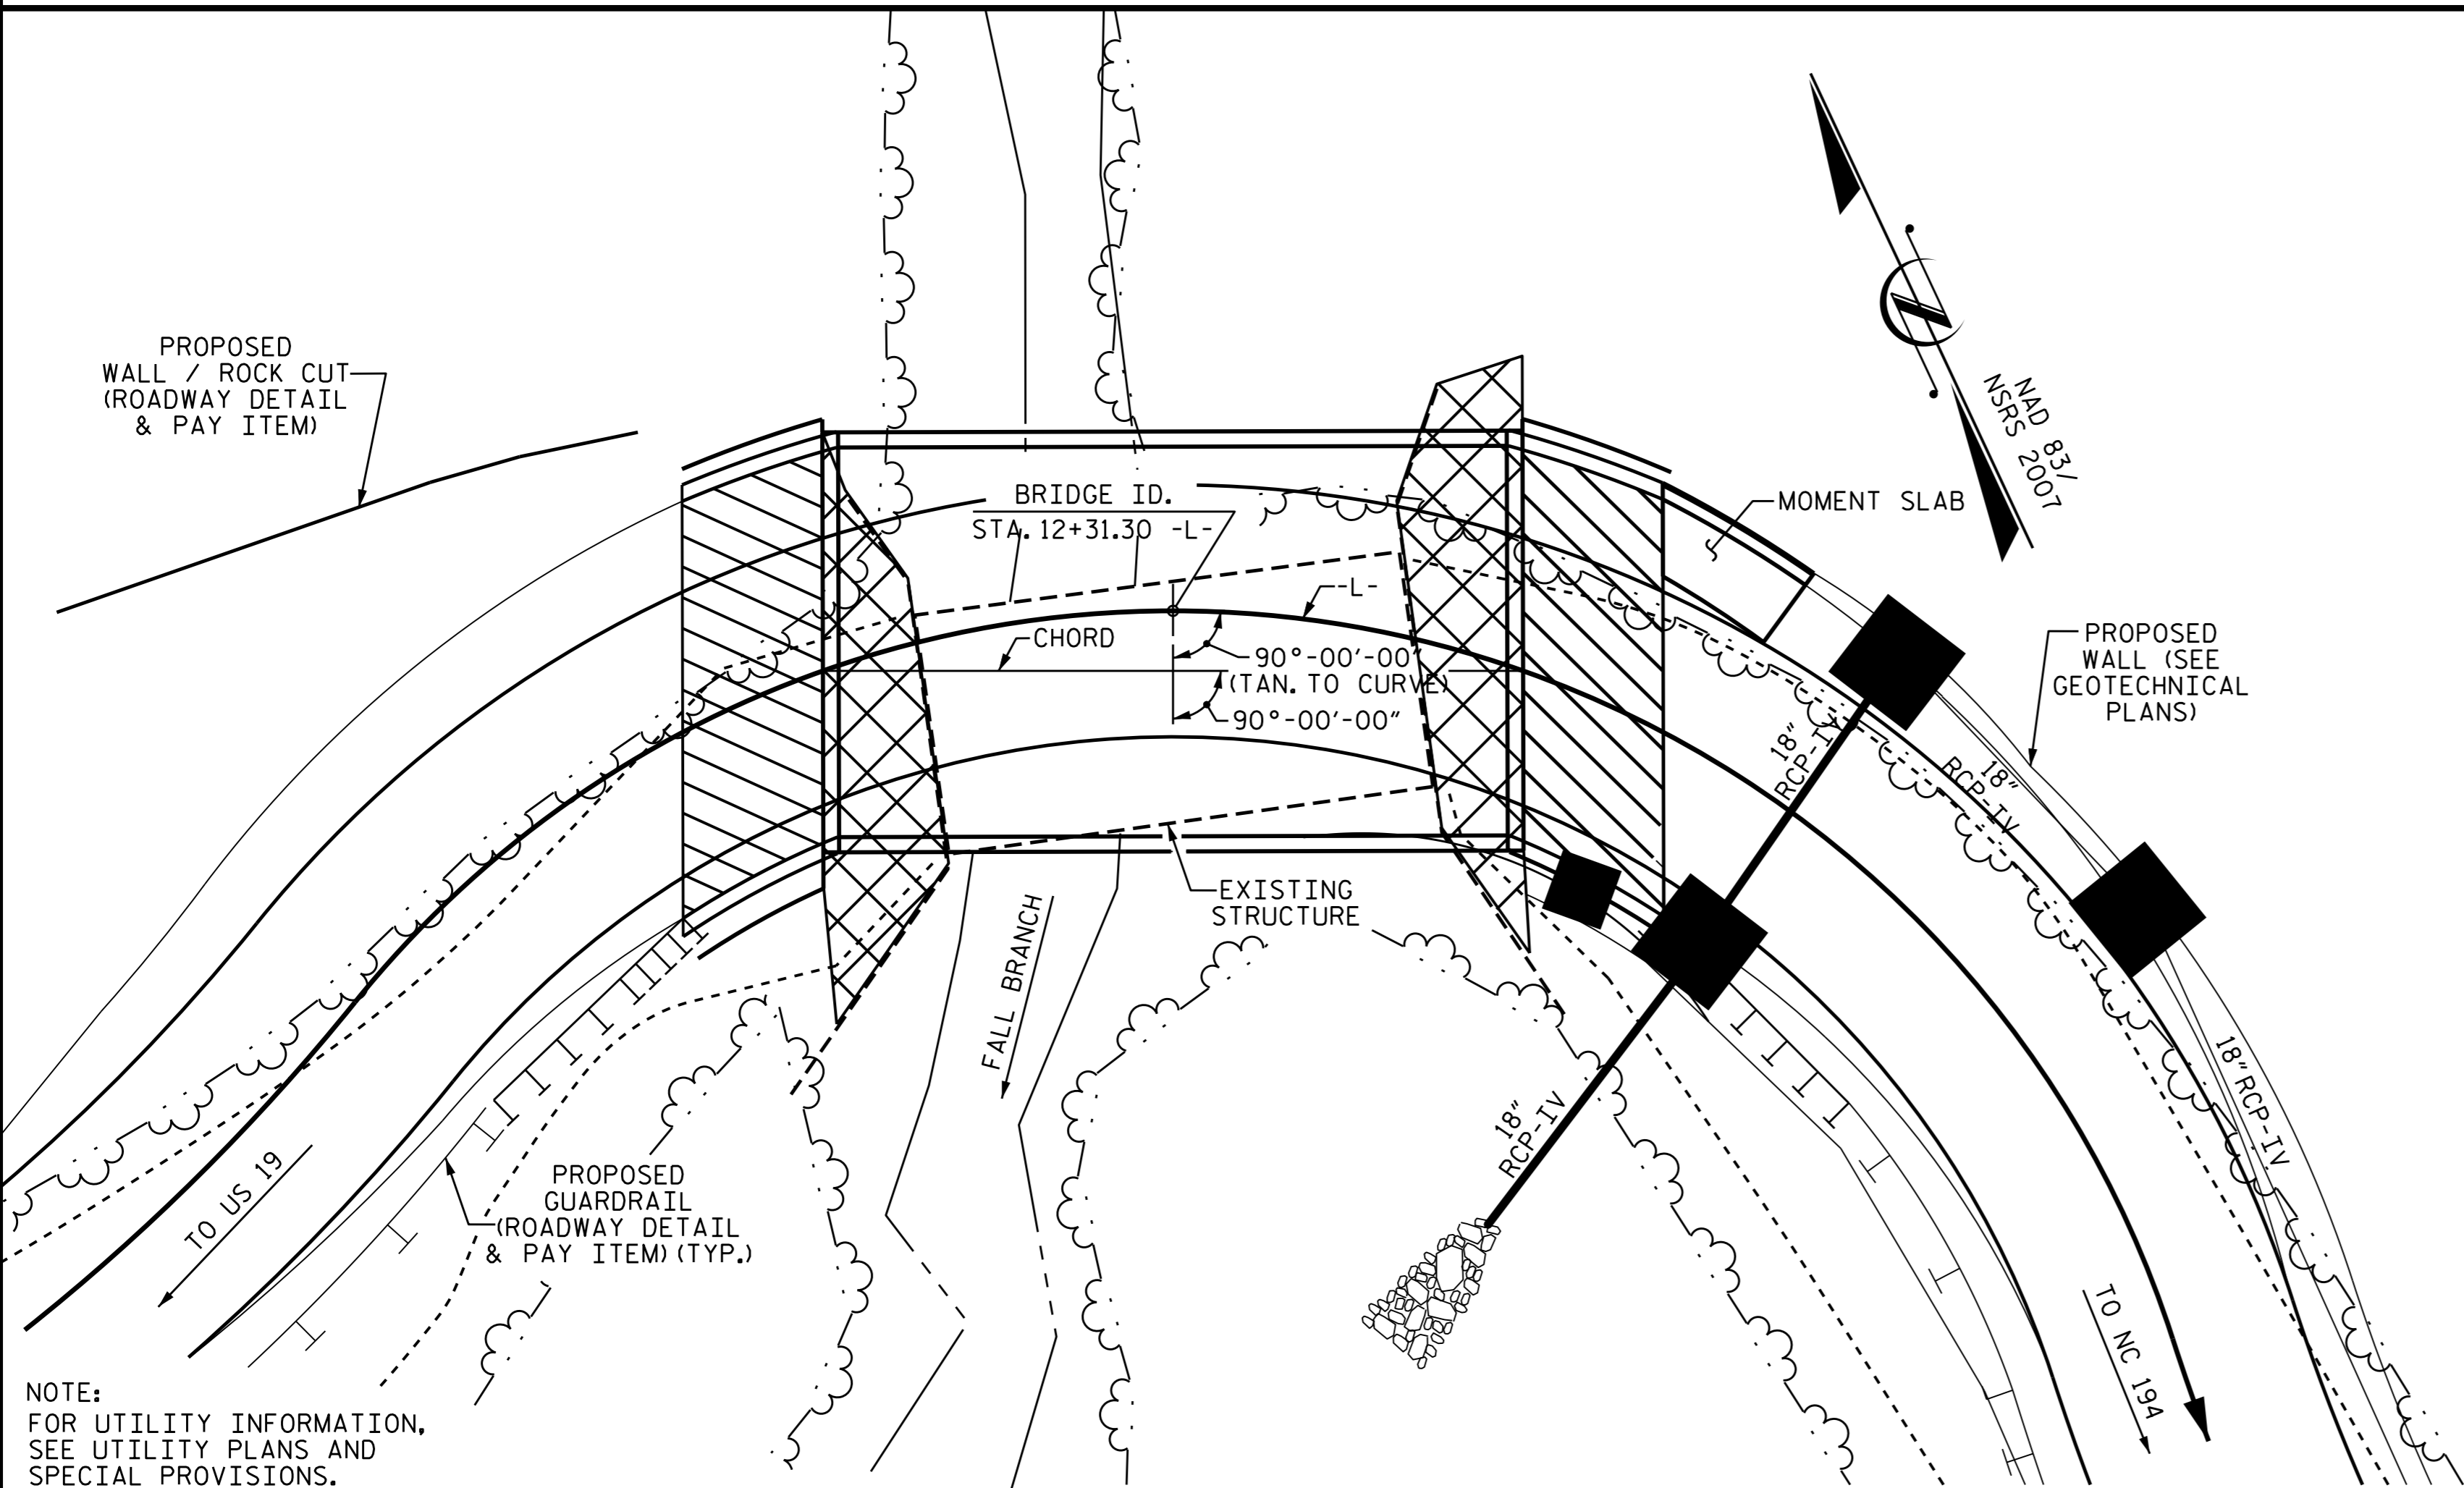 PROPOSED
WALL / ROCK CUT
(ROADWAY DETAIL
& PAY ITEM)
N
NAD 83/
NSRS 2007
BRIDGE ID.
STA. 12+31.30 -L-
MOMENT SLAB
-L-
CHORD
90°-00'-00"
(TAN. TO CURVE)
90°-00'-00"
PROPOSED
WALL (SEE
GEOTECHNICAL
PLANS)
18"
RCP-IV
18"
RCP-IV
EXISTING
STRUCTURE
FALL BRANCH
18"RCP-IV
18"
RCP-IV
TO US 19
PROPOSED
GUARDRAIL
(ROADWAY DETAIL
& PAY ITEM) (TYP.)
TO NC 194
NOTE:
FOR UTILITY INFORMATION,
SEE UTILITY PLANS AND
SPECIAL PROVISIONS.